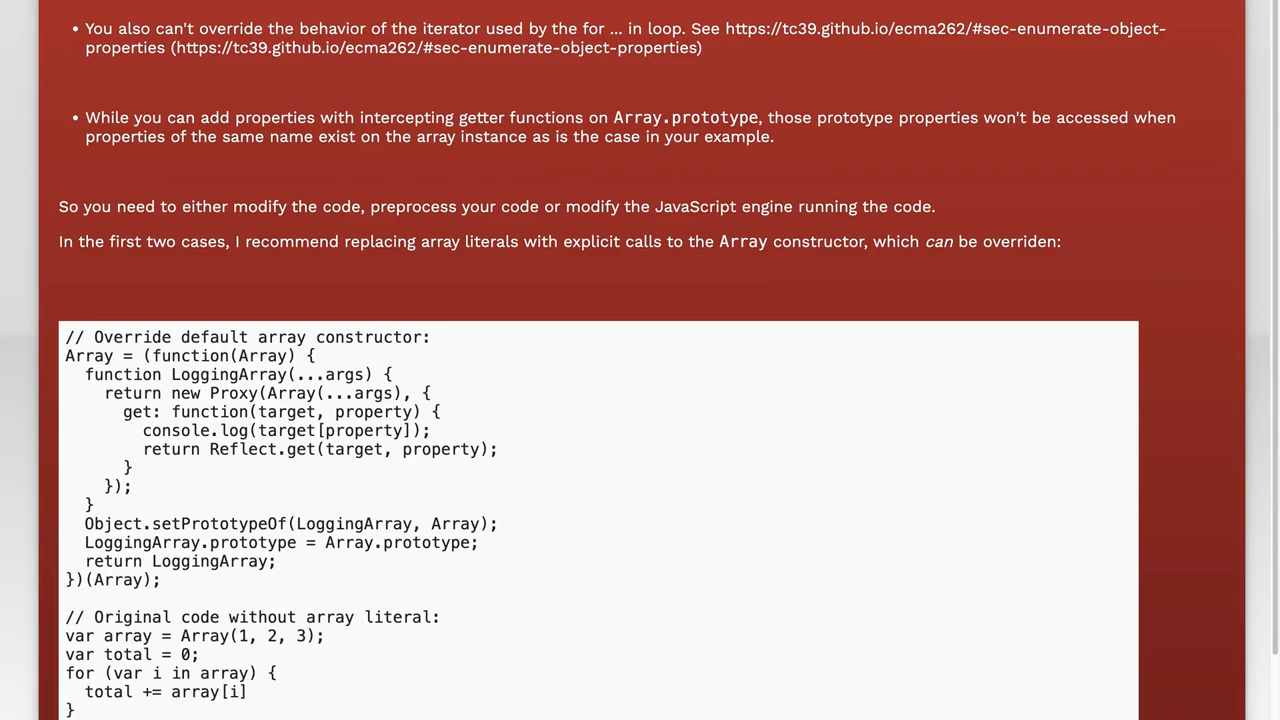 • You also can't override the behavior of the iterator used by the for ... in loop. See https://tc39.github.io/ecma262/#sec-enumerate-object-
properties (https://tc39.github.io/ecma262/#sec-enumerate-object-properties)
• While you can add properties with intercepting getter functions on Array.prototype, those prototype properties won't be accessed when
properties of the same name exist on the array instance as is the case in your example.
So you need to either modify the code, preprocess your code or modify the JavaScript engine running the code.
In the first two cases, I recommend replacing array literals with explicit calls to the Array constructor, which can be overriden:
// Override default array constructor:
Array = (function(Array) {
  function LoggingArray(...args) {
    return new Proxy(Array(...args), {
      get: function(target, property) {
        console.log(target[property]);
        return Reflect.get(target, property);
      }
    });
  }
  Object.setPrototypeOf(LoggingArray, Array);
  LoggingArray.prototype = Array.prototype;
  return LoggingArray;
})(Array);
// Original code without array literal:
var array = Array(1, 2, 3);
var total = 0;
for (var i in array) {
  total += array[i]
}